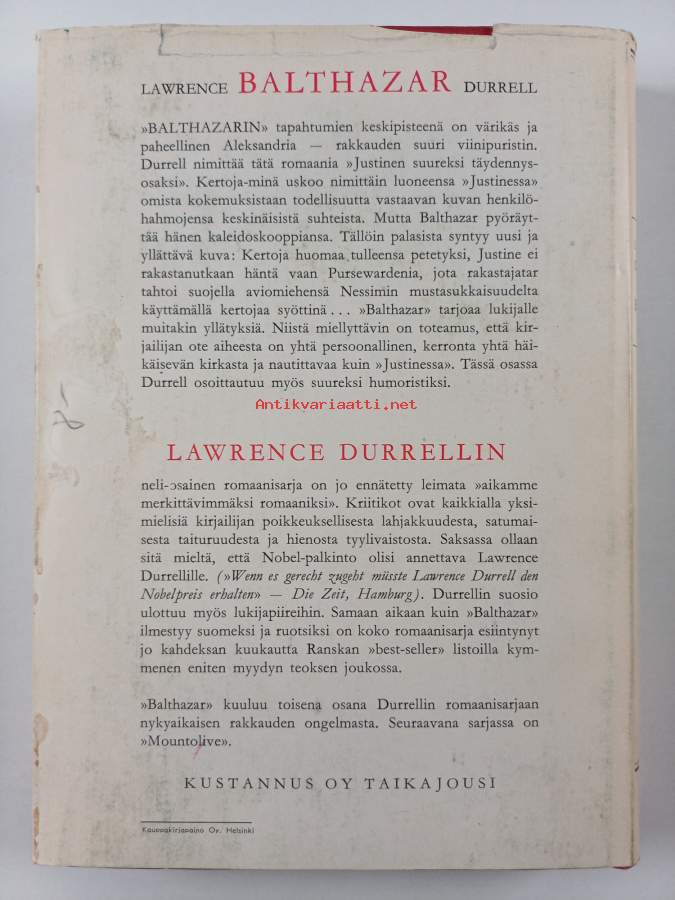 LAWRENCE BALTHAZAR DURRELL
»BALTHAZARIN» tapahtumien keskipisteenä on värikäs ja
paheellinen Aleksandria — rakkauden suuri viinipuristin.
Durrell nimittää tätä romaania »Justinen suureksi täydennys-
osaksi». Kertoja-minä uskoo nimittäin luoneensa »Justinessa»
omista kokemuksistaan todellisuutta vastaavan kuvan henkilö-
hahmojensa keskinäisistä suhteista. Mutta Balthazar pyöräyt-
tää hänen kaleidoskooppiansa. Tällöin palasista syntyy uusi ja
yllättävä kuva: Kertoja huomaa tulleensa petetyksi, Justine ei
rakastanutkaan häntä vaan Pursewardenia, jota rakastajatar
tahtoi suojella aviomiehensä Nessimin mustasukkaisuudelta
käyttämällä kertojaa syöttinä . . . »Balthazar» tarjoaa lukijalle
muitakin yllätyksiä. Niistä miellyttävin on toteamus, että kir-
jailijan ote aiheesta on yhtä persoonallinen, kerronta yhtä häi-
käisevän kirkasta ja nautittavaa kuin »Justinessa». Tässä osassa
Durrell osoittautuu myös suureksi humoristiksi.
Antikvariaatti.net
LAWRENCE DURRELLIN
neli-osainen romaanisarja on jo ennätetty leimata »aikamme
merkittävimmäksi romaaniksi». Kriitikot ovat kaikkialla yksi-
mielisiä kirjailijan poikkeuksellisesta lahjakkuudesta, satumai-
sesta taituruudesta ja hienosta tyylivaistosta. Saksassa ollaan
sitä mieltä, että Nobel-palkinto olisi annettava Lawrence
Durrellille. (»Wenn es gerecht zugeht müsste Lawrence Durrell den
Nobelpreis erhalten» — Die Zeit, Hamburg). Durrellin suosio
ulottuu myös lukijapiireihin. Samaan aikaan kuin »Balthazar»
ilmestyy suomeksi ja ruotsiksi on koko romaanisarja esiintynyt
jo kahdeksan kuukautta Ranskan »best-seller» listoilla kym-
menen eniten myydyn teoksen joukossa.
»Balthazar» kuuluu toisena osana Durrellin romaanisarjaan
nykyaikaisen rakkauden ongelmasta. Seuraavana sarjassa on
»Mountolive».
KUSTANNUS OY TAIKAJOUSI
Kauppakirjapaino Oy. Helsinki